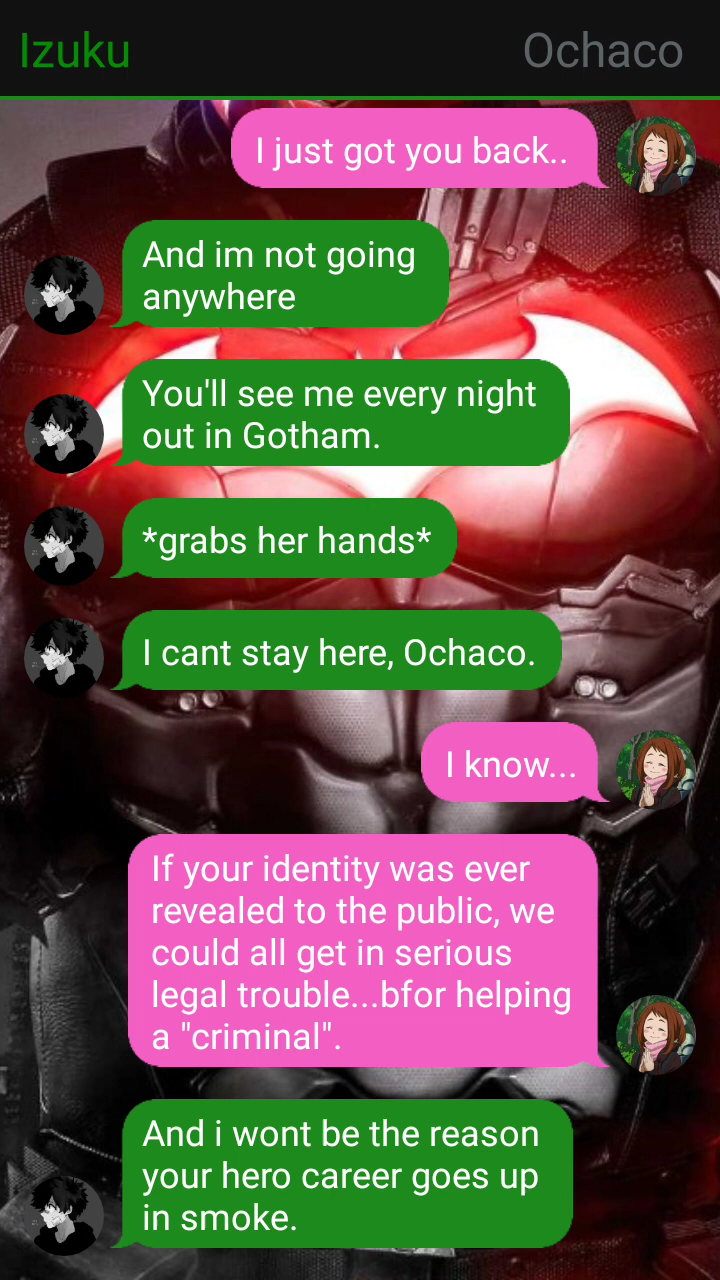 Izuku
Ochaco
I just got you back..
And im not going
anywhere
You'll see me every night
out in Gotham.
*grabs her hands*
I cant stay here, Ochaco.
I know...
If your identity was ever
revealed to the public, we
could all get in serious
legal trouble...bfor helping
a "criminal".
And i wont be the reason
your hero career goes up
in smoke.